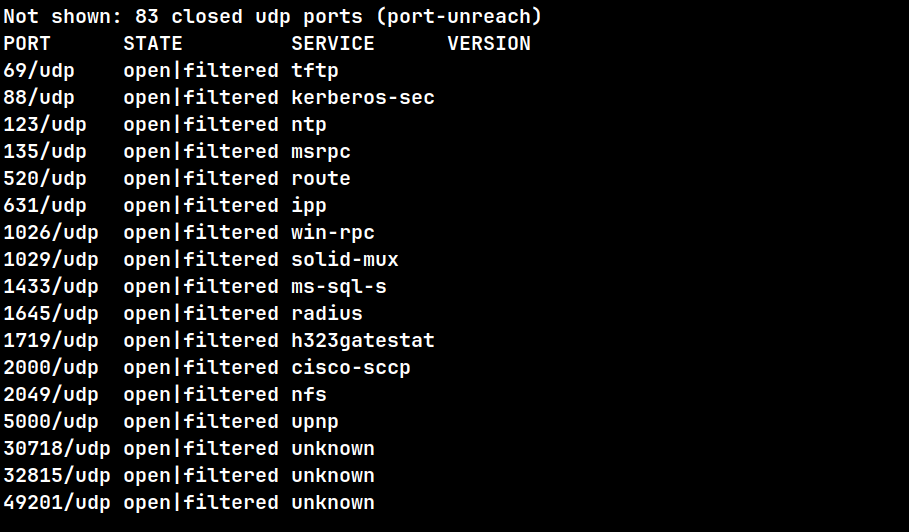 Not shown: 83 closed udp ports (port-unreach)
PORT      STATE         SERVICE      VERSION
69/udp    open|filtered tftp
88/udp    open|filtered kerberos-sec
123/udp   open|filtered ntp
135/udp   open|filtered msrpc
520/udp   open|filtered route
631/udp   open|filtered ipp
1026/udp  open|filtered win-rpc
1029/udp  open|filtered solid-mux
1433/udp  open|filtered ms-sql-s
1645/udp  open|filtered radius
1719/udp  open|filtered h323gatestat
2000/udp  open|filtered cisco-sccp
2049/udp  open|filtered nfs
5000/udp  open|filtered upnp
30718/udp open|filtered unknown
32815/udp open|filtered unknown
49201/udp open|filtered unknown